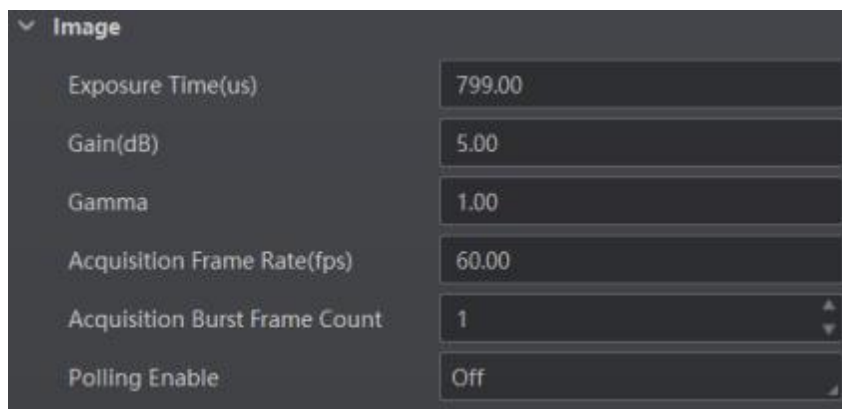 Image
Exposure Time(us) 799.00
Gain(dB) 5.00
Gamma 1.00
Acquisition Frame Rate(fps) 60.00
Acquisition Burst Frame Count 1
Polling Enable Off